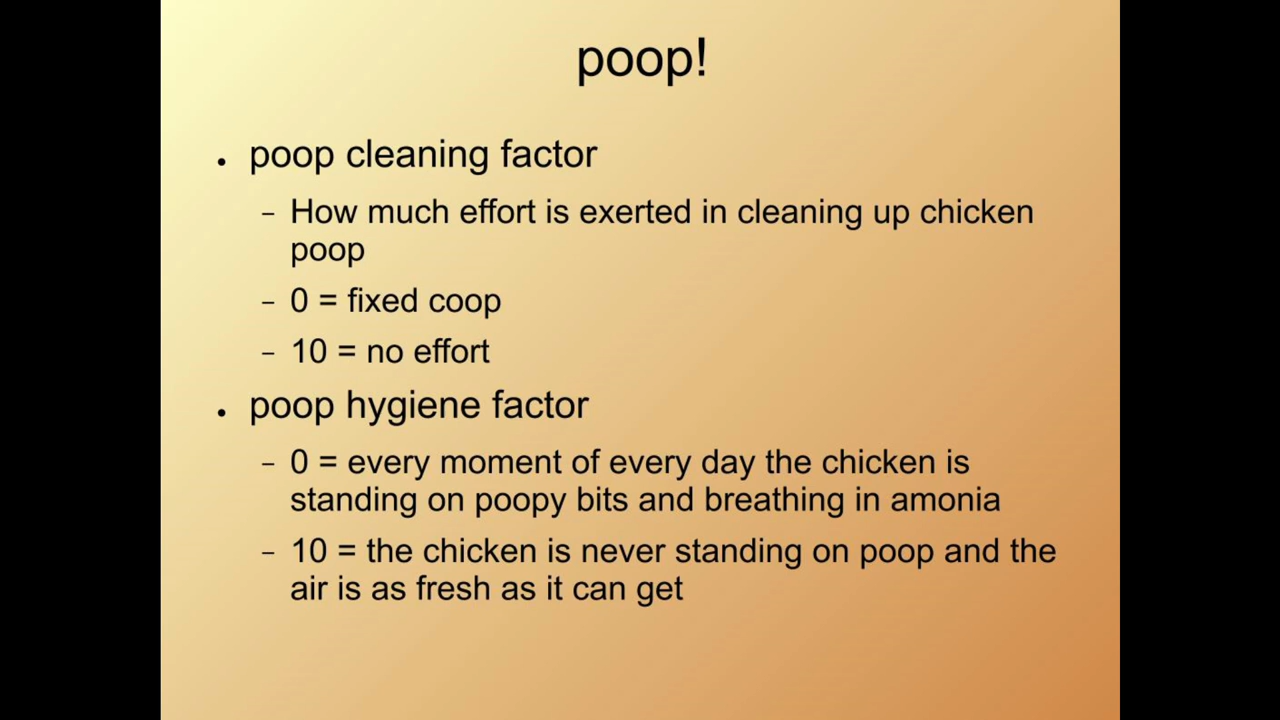 poop!
● poop cleaning factor
– How much effort is exerted in cleaning up chicken
poop
– 0 = fixed coop
– 10 = no effort
● poop hygiene factor
– 0 = every moment of every day the chicken is
standing on poopy bits and breathing in amonia
– 10 = the chicken is never standing on poop and the
air is as fresh as it can get